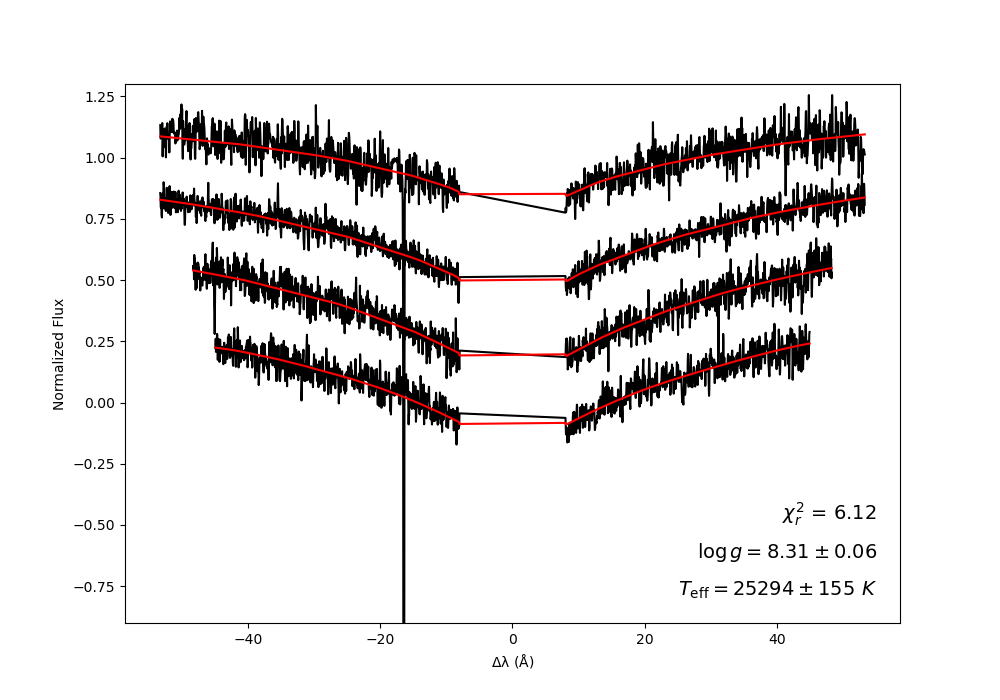 1.25
1.00
0.75
0.50
0.25
0.00
−0.25
−0.50
−0.75
Normalized Flux
χ²ᵣ = 6.12
log g = 8.31 ± 0.06
T_eff = 25294 ± 155 K
−40 −20 0 20 40
Δλ (Å)